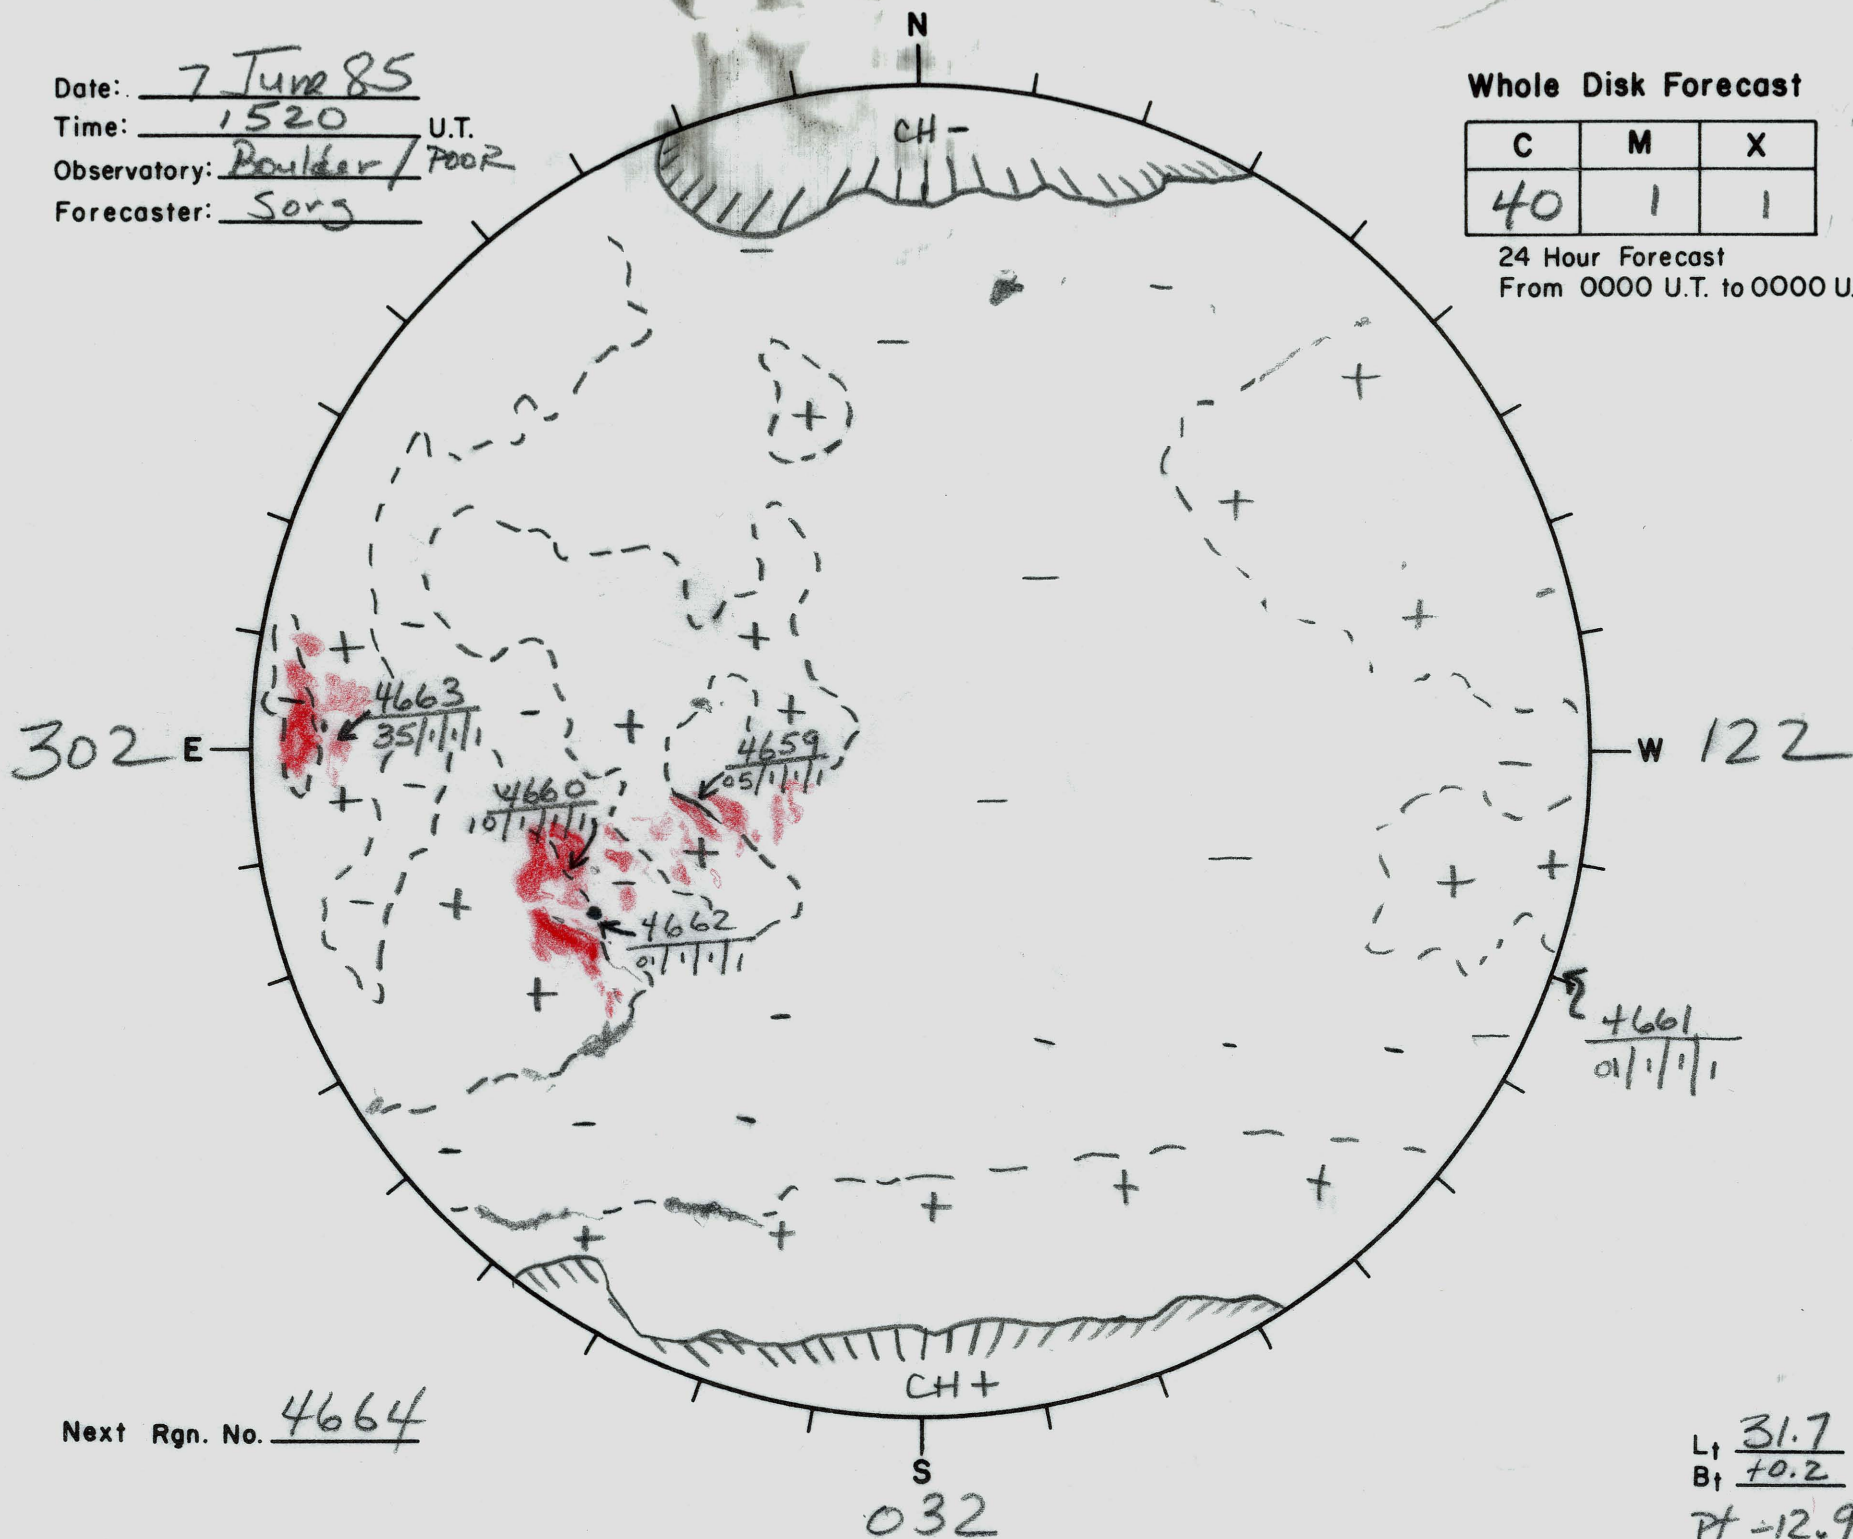 N
Date: 7 June 85
Time: 1520 U.T.
Observatory: Boulder / POOR
Forecaster: Sorg
Whole Disk Forecast
C M X
40 1 1
24 Hour Forecast
From 0000 U.T. to 0000 U.
CH -
4663
35/1/1/1
302 E
W 122
4659
05/1/1/1
4660
10/1/1/1
4662
01/1/1/1
4661
01/1/1/1
CH +
Next Rgn. No. 4664
S
032
Lt 31.7
Bt +0.2
Pt -12.9